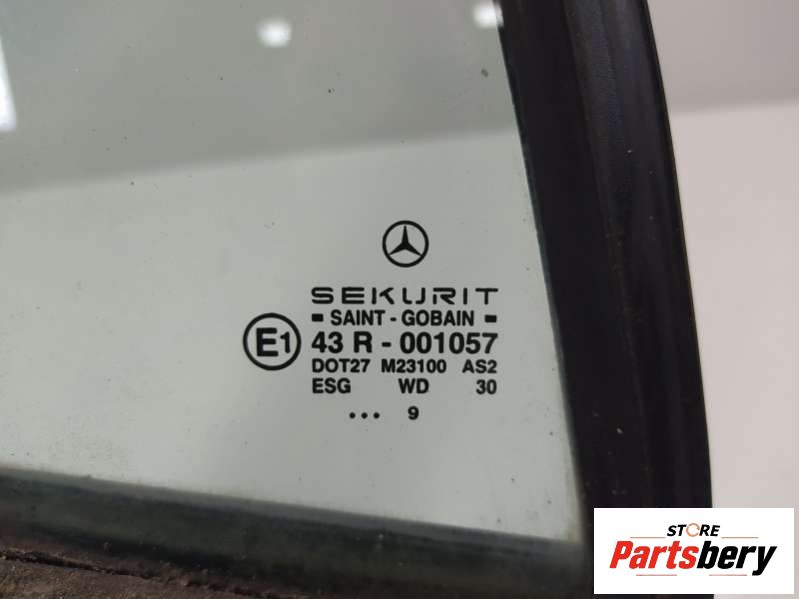 SEKURIT
SAINT - GOBAIN
E1
43 R - 001057
DOT27 M23100 AS2
ESG WD 30
... 9
STORE
Partsbery